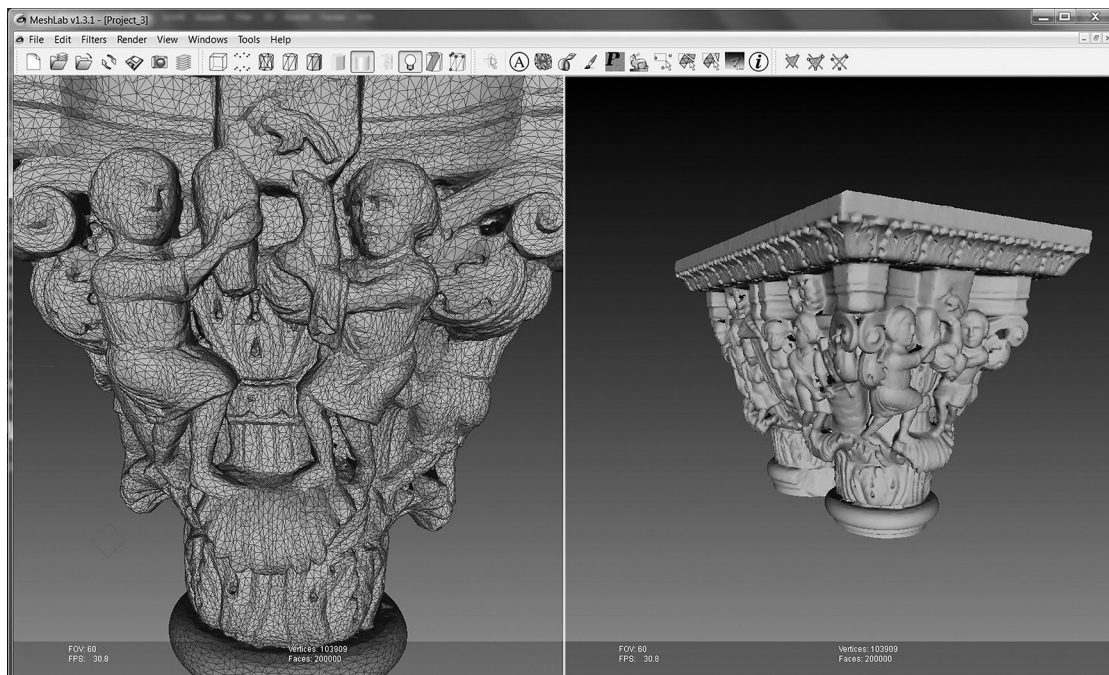 MeshLab v1.3.1 - [Project_3]
File Edit Filters Render View Windows Tools Help
A P i
FOV: 60
FPS: 30.8
Vertices: 103909
Faces: 200000
FOV: 60
FPS: 30.8
Vertices: 103909
Faces: 200000